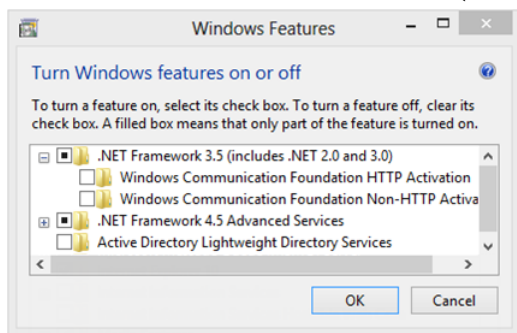 Windows Features
Turn Windows features on or off
To turn a feature on, select its check box. To turn a feature off, clear its
check box. A filled box means that only part of the feature is turned on.
.NET Framework 3.5 (includes .NET 2.0 and 3.0)
Windows Communication Foundation HTTP Activation
Windows Communication Foundation Non-HTTP Activa
.NET Framework 4.5 Advanced Services
Active Directory Lightweight Directory Services
OK Cancel